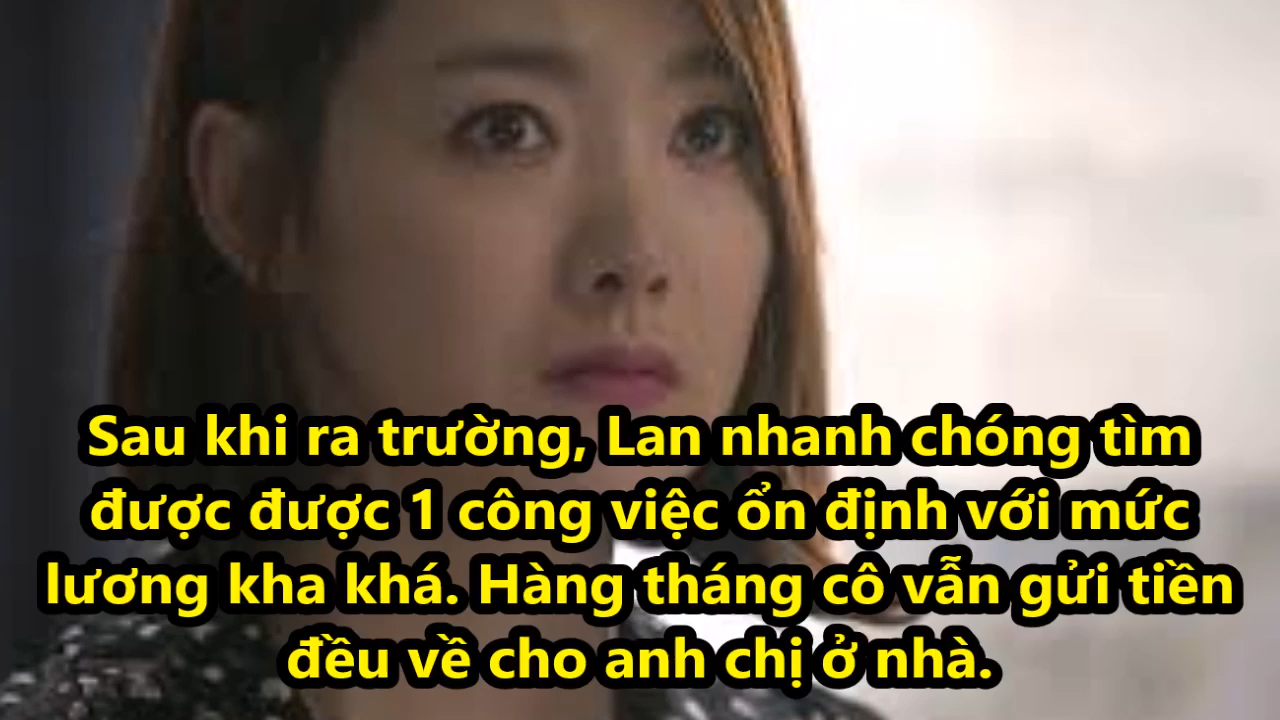 Sau khi ra trường, Lan nhanh chóng tìm
được được 1 công việc ổn định với mức
lương kha khá. Hàng tháng cô vẫn gửi tiền
đều về cho anh chị ở nhà.